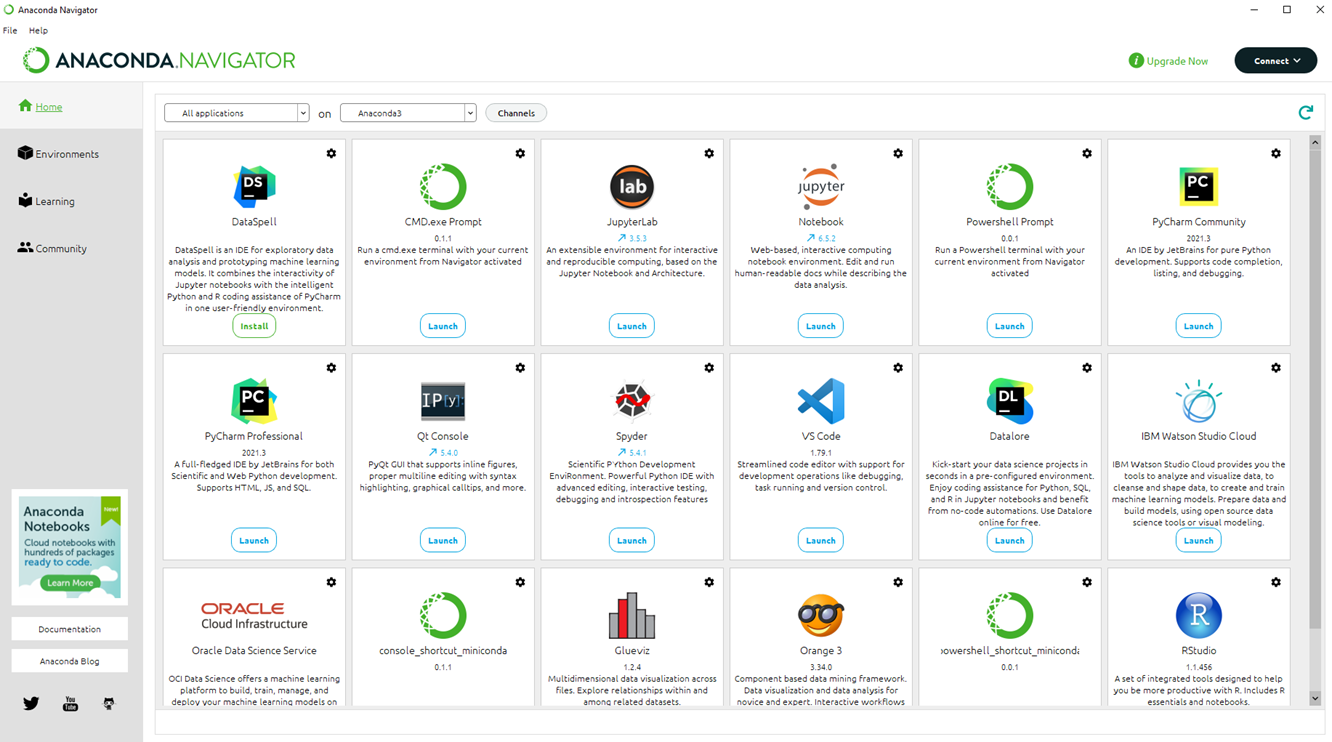 Anaconda Navigator
File Help
ANACONDA.NAVIGATOR
i Upgrade Now
Connect
Home
Environments
Learning
Community
All applications on Anaconda3 Channels
DS
DataSpell
DataSpell is an IDE for exploratory data
analysis and prototyping machine learning
models. It combines the interactivity of
Jupyter notebooks with the intelligent
Python and R coding assistance of PyCharm
in one user-friendly environment.
Install
CMD.exe Prompt
0.1.1
Run a cmd.exe terminal with your current
environment from Navigator activated
Launch
lab
JupyterLab
3.5.3
An extensible environment for interactive
and reproducible computing, based on the
Jupyter Notebook and Architecture.
Launch
jupyter
Notebook
6.5.2
Web-based, interactive computing
notebook environment. Edit and run
human-readable docs while describing the
data analysis.
Launch
Powershell Prompt
0.0.1
Run a Powershell terminal with your
current environment from Navigator
activated
Launch
PC
PyCharm Community
2021.3
An IDE by JetBrains for pure Python
development. Supports code completion,
listing, and debugging.
Launch
PC
PyCharm Professional
2021.3
A full-fledged IDE by JetBrains for both
Scientific and Web Python development.
Supports HTML, JS, and SQL.
Launch
IP[y]:
Qt Console
5.4.0
PyQt GUI that supports inline figures,
proper multiline editing with syntax
highlighting, graphical calltips, and more.
Launch
Spyder
5.4.1
Scientific PYthon Development
EnviRonment. Powerful Python IDE with
advanced editing, interactive testing,
debugging and introspection features
Launch
VS Code
1.79.1
Streamlined code editor with support for
development operations like debugging,
task running and version control.
Launch
DL
Datalore
Kick-start your data science projects in
seconds in a pre-configured environment.
Enjoy coding assistance for Python, SQL,
and R in Jupyter notebooks and benefit
from no-code automations. Use Datalore
online for free.
Launch
IBM Watson Studio Cloud
IBM Watson Studio Cloud provides you the
tools to analyze and visualize data, to
cleanse and shape data, to create and train
machine learning models. Prepare data and
build models, using open source data
science tools or visual modeling.
Launch
ORACLE
Cloud Infrastructure
Oracle Data Science Service
OCI Data Science offers a machine learning
platform to build, train, manage, and
deploy your machine learning models on
console_shortcut_miniconda
0.1.1
Glueviz
1.2.4
Multidimensional data visualization across
files. Explore relationships within and
among related datasets.
Orange 3
3.34.0
Component based data mining framework.
Data visualization and data analysis for
novice and expert. Interactive workflows
powershell_shortcut_miniconda
0.0.1
R
RStudio
1.1.456
A set of integrated tools designed to help
you be more productive with R. Includes R
essentials and notebooks.
Anaconda
Notebooks
New!
Cloud notebooks with
hundreds of packages
ready to code.
Learn More
Documentation
Anaconda Blog
You
Tube